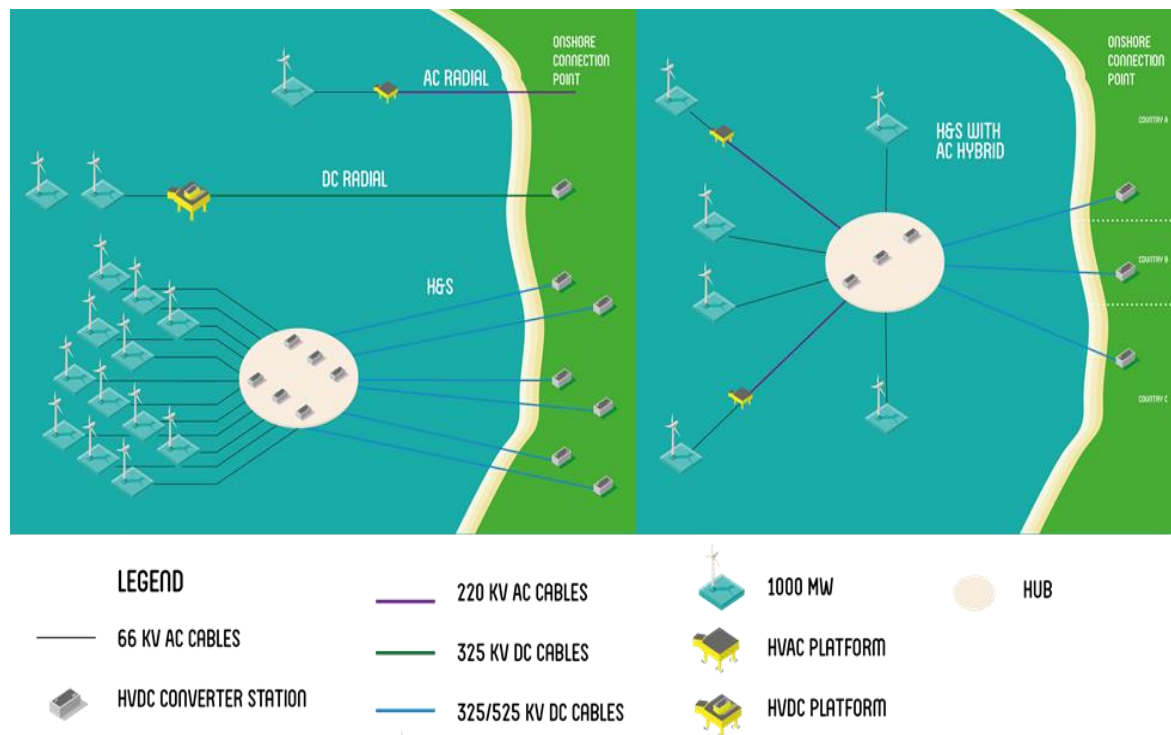 ONSHORE
CONNECTION
POINT
AC RADIAL
DC RADIAL
H&S
ONSHORE
CONNECTION
POINT
COUNTRY A
H&S WITH
AC HYBRID
COUNTRY B
COUNTRY C
LEGEND
66 KV AC CABLES
HVDC CONVERTER STATION
220 KV AC CABLES
325 KV DC CABLES
325/525 KV DC CABLES
1000 MW
HVAC PLATFORM
HVDC PLATFORM
HUB